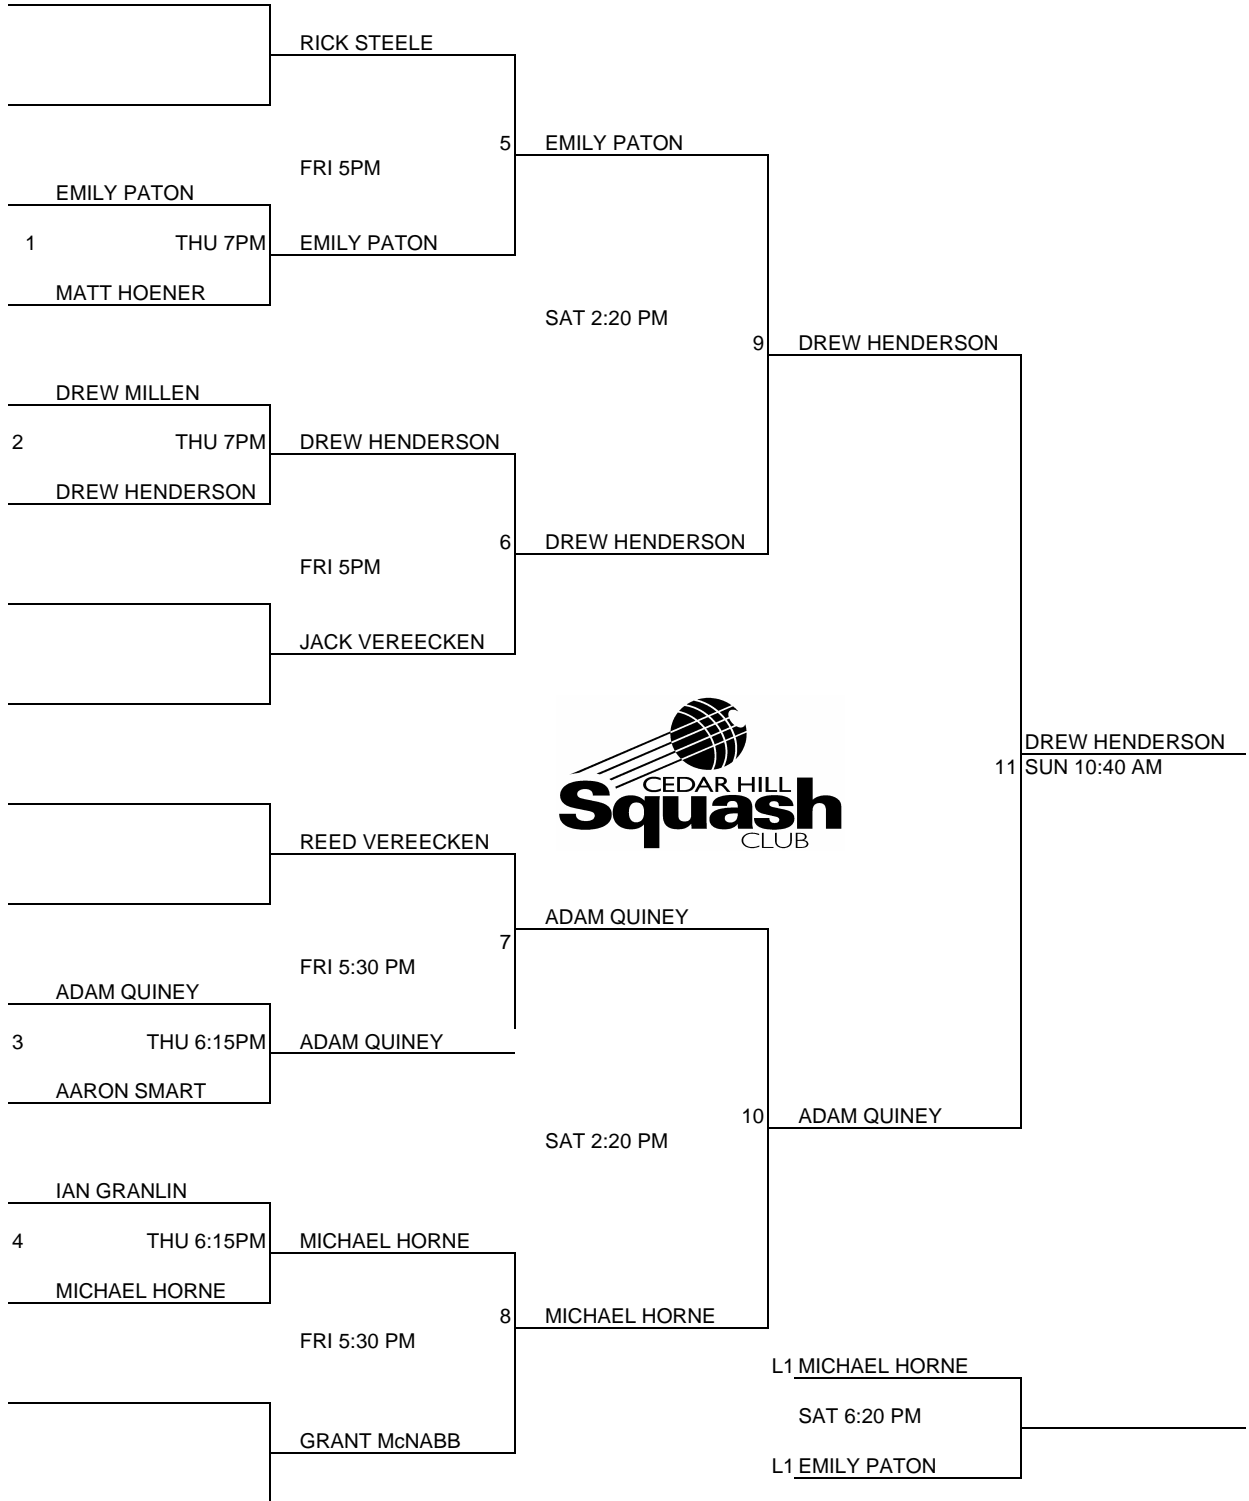 RICK STEELE
5 EMILY PATON
FRI 5PM
EMILY PATON
1 THU 7PM EMILY PATON
MATT HOENER
SAT 2:20 PM
9 DREW HENDERSON
DREW MILLEN
2 THU 7PM DREW HENDERSON
DREW HENDERSON
6 DREW HENDERSON
FRI 5PM
JACK VEREECKEN
DREW HENDERSON
11 SUN 10:40 AM
CEDAR HILL
Squash
CLUB
REED VEREECKEN
ADAM QUINEY
7
FRI 5:30 PM
ADAM QUINEY
3 THU 6:15PM ADAM QUINEY
AARON SMART
10 ADAM QUINEY
SAT 2:20 PM
IAN GRANLIN
4 THU 6:15PM MICHAEL HORNE
MICHAEL HORNE
8 MICHAEL HORNE
FRI 5:30 PM
L1 MICHAEL HORNE
SAT 6:20 PM
GRANT McNABB
L1 EMILY PATON